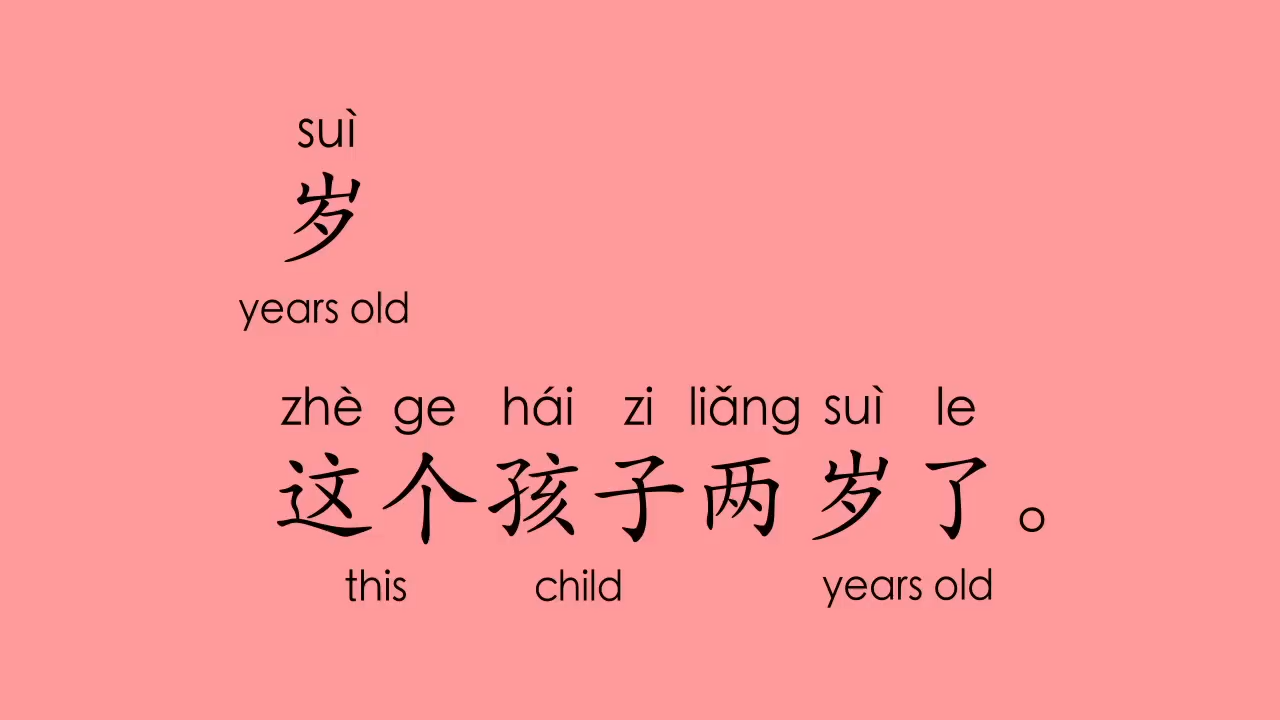 suì
岁
years old
zhè ge hái zi liǎng suì le
这个孩子两岁了。
this child years old